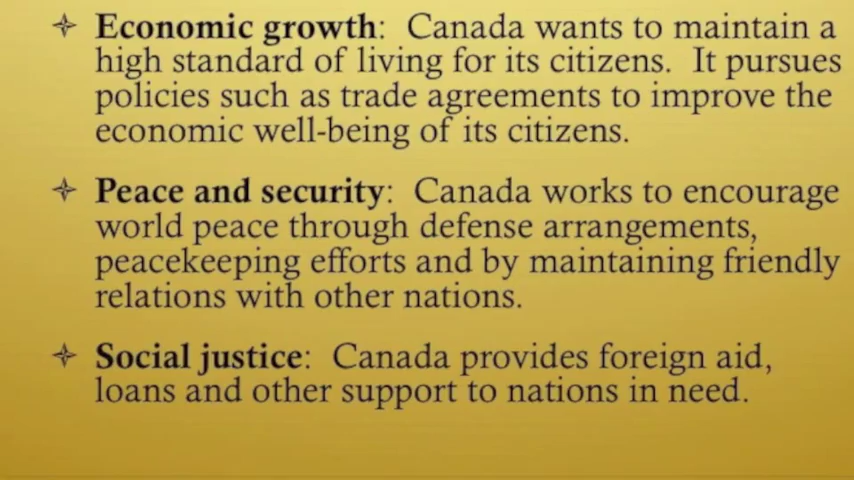 Economic growth: Canada wants to maintain a
high standard of living for its citizens. It pursues
policies such as trade agreements to improve the
economic well-being of its citizens.
Peace and security: Canada works to encourage
world peace through defense arrangements,
peacekeeping efforts and by maintaining friendly
relations with other nations.
Social justice: Canada provides foreign aid,
loans and other support to nations in need.